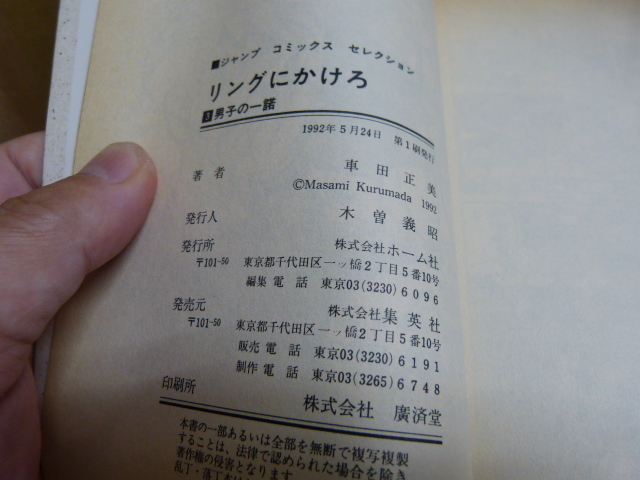 ■ジャンプ コミックス セレクション
リングにかけろ
男子の一諾
1992年5月24日 第1刷発行
著者 車田正美
©Masami Kurumada 1992
発行人 木曽義昭
発行所 株式会社ホーム社
〒101-50 東京都千代田区一ッ橋2丁目5番10号
編集電話 東京03(3230)6096
発売元 株式会社集英社
〒101-50 東京都千代田区一ッ橋2丁目5番10号
販売電話 東京03(3230)6191
制作電話 東京03(3265)6748
印刷所 株式会社 廣済堂
本書の一部あるいは全部を無断で複写複製
することは、法律で認められた場合を除き
著作権の侵害となります。